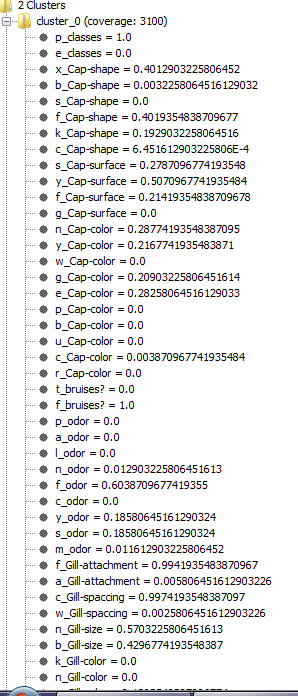 2 Clusters
cluster_0 (coverage: 3100)
p_classes = 1.0
e_classes = 0.0
x_Cap-shape = 0.4012903225806452
b_Cap-shape = 0.0032258064516129032
s_Cap-shape = 0.0
f_Cap-shape = 0.4019354838709677
k_Cap-shape = 0.1929032258064516
c_Cap-shape = 6.451612903225806E-4
s_Cap-surface = 0.2787096774193548
y_Cap-surface = 0.5070967741935484
f_Cap-surface = 0.21419354838709678
g_Cap-surface = 0.0
n_Cap-color = 0.28774193548387095
y_Cap-color = 0.2167741935483871
w_Cap-color = 0.0
g_Cap-color = 0.20903225806451614
e_Cap-color = 0.28258064516129033
p_Cap-color = 0.0
b_Cap-color = 0.0
u_Cap-color = 0.0
c_Cap-color = 0.003870967741935484
r_Cap-color = 0.0
t_bruises? = 0.0
f_bruises? = 1.0
p_odor = 0.0
a_odor = 0.0
l_odor = 0.0
n_odor = 0.012903225806451613
f_odor = 0.6038709677419355
c_odor = 0.0
y_odor = 0.18580645161290324
s_odor = 0.18580645161290324
m_odor = 0.011612903225806452
f_Gill-attachment = 0.9941935483870967
a_Gill-attachment = 0.005806451612903226
c_Gill-spaccing = 0.9974193548387097
w_Gill-spaccing = 0.0025806451612903226
n_Gill-size = 0.5703225806451613
b_Gill-size = 0.4296774193548387
k_Gill-color = 0.0
n_Gill-color = 0.0